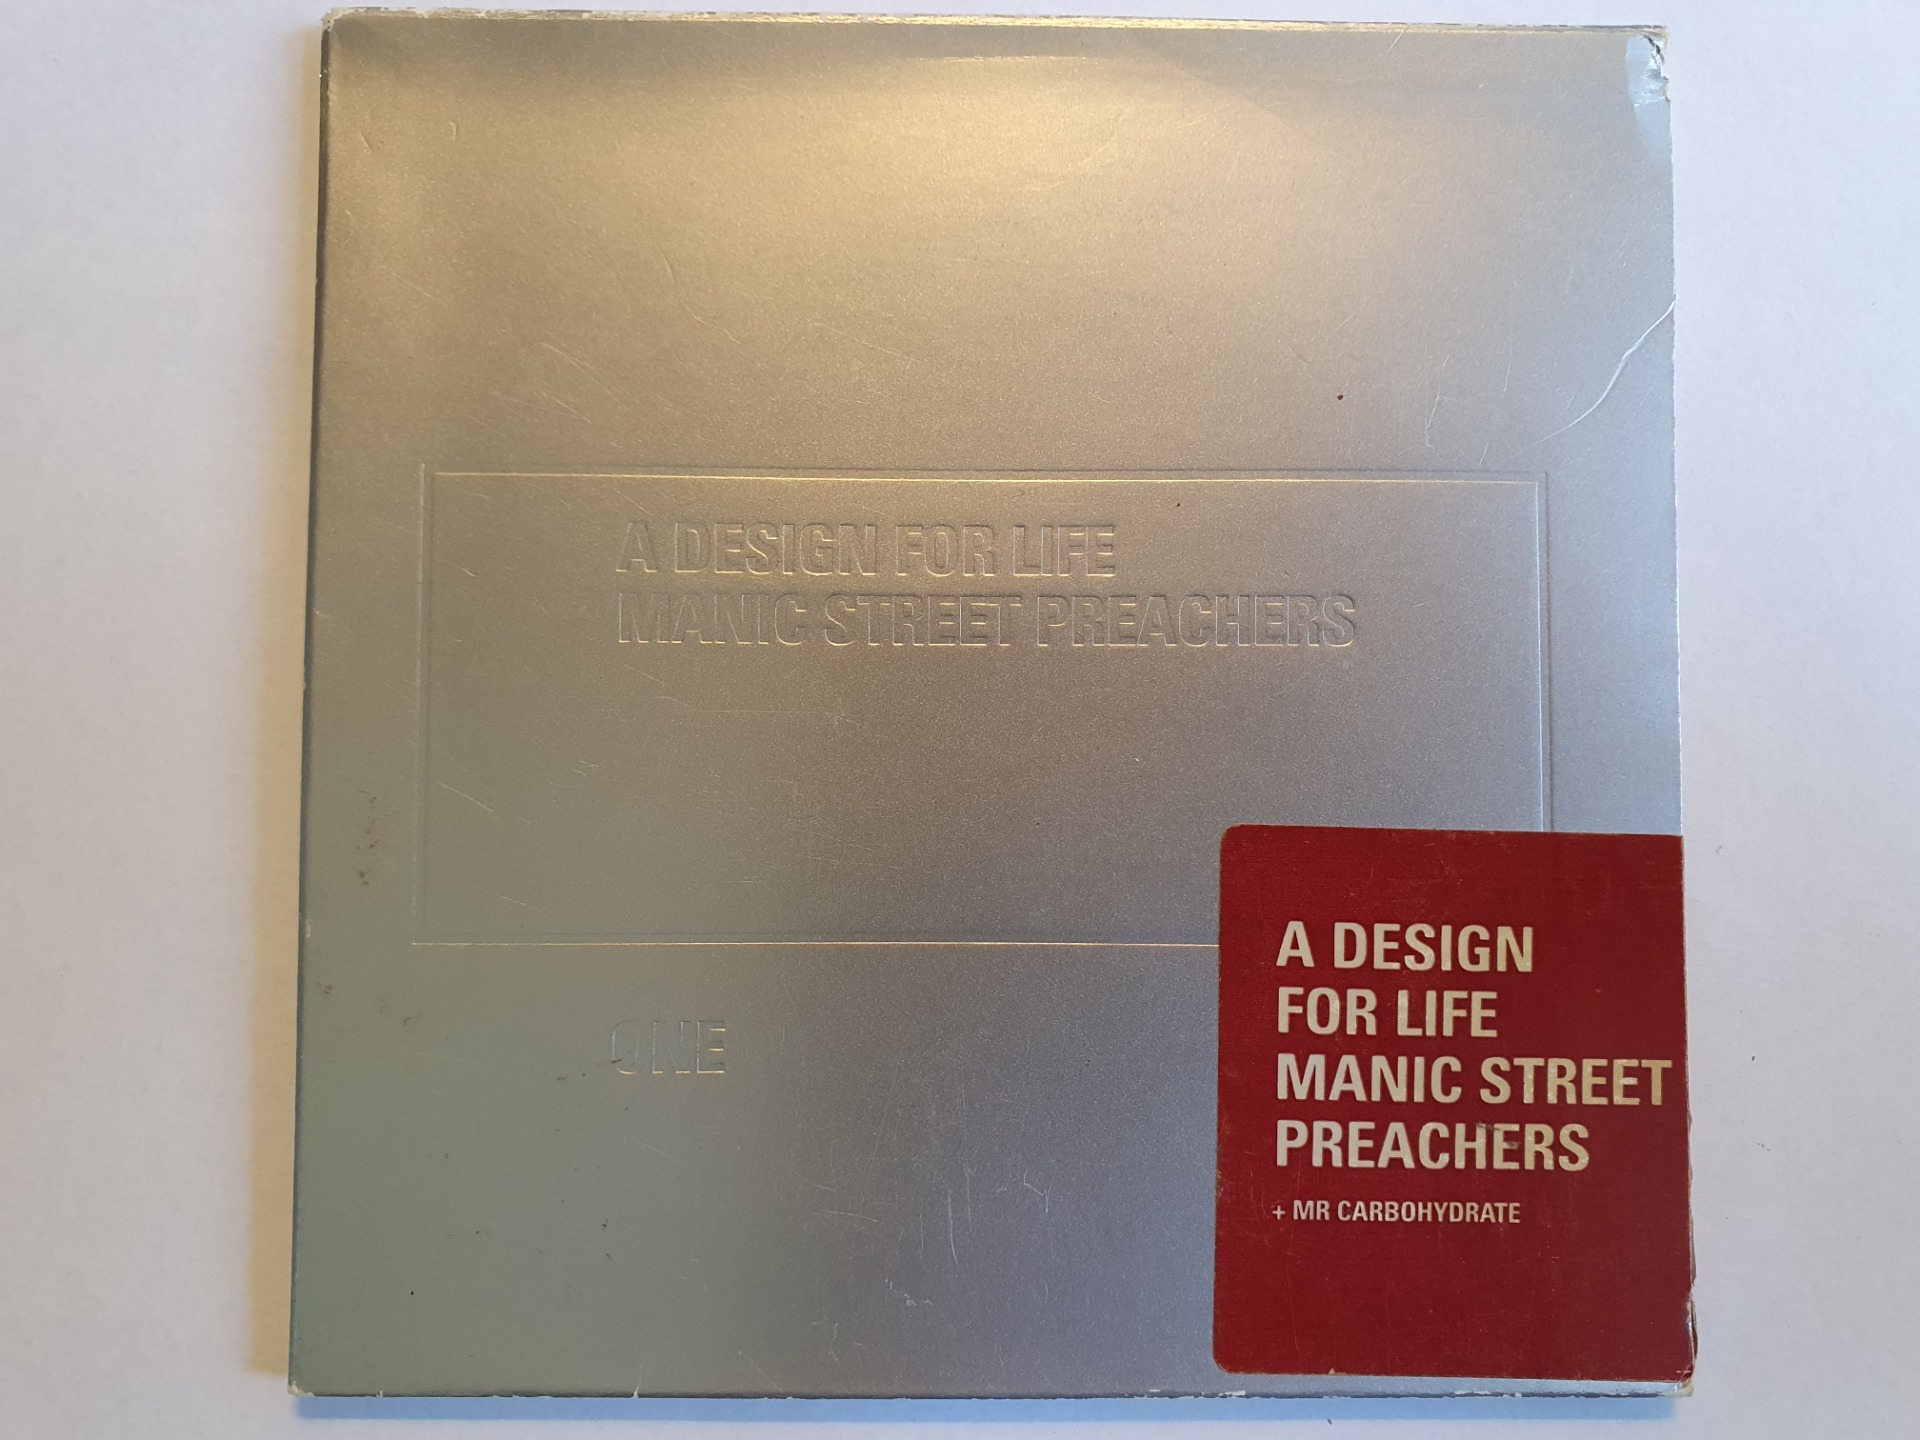 A DESIGN FOR LIFE
MANIC STREET PREACHERS
ONE
A DESIGN
FOR LIFE
MANIC STREET
PREACHERS
+ MR CARBOHYDRATE